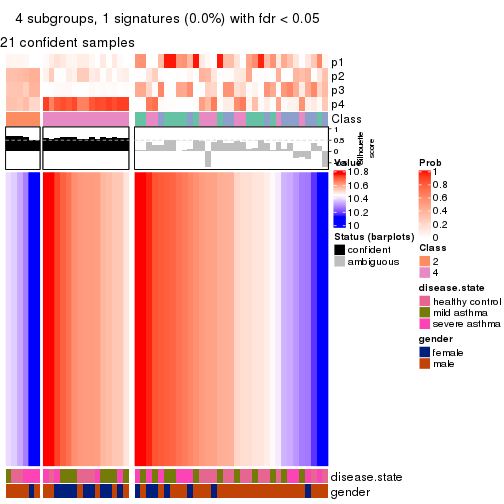 4 subgroups, 1 signatures (0.0%) with fdr < 0.05
21 confident samples
p1
p2
p3
p4
Class
1
0.5
0
Silhouette
score
Value
10.8
10.6
10.4
10.2
10
Status (barplots)
confident
ambiguous
Prob
1
0.8
0.6
0.4
0.2
0
Class
2
4
disease.state
healthy control
mild asthma
severe asthma
gender
female
male
disease.state
gender